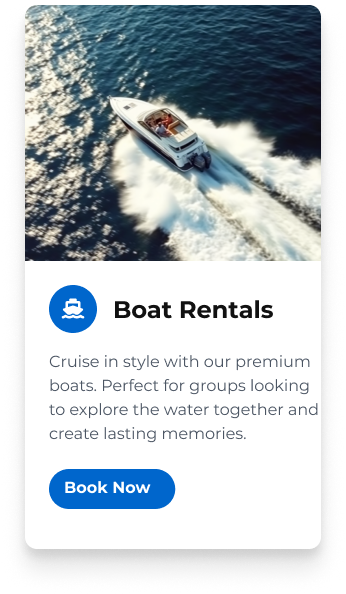 Boat Rentals
Cruise in style with our premium
boats. Perfect for groups looking
to explore the water together and
create lasting memories.
Book Now